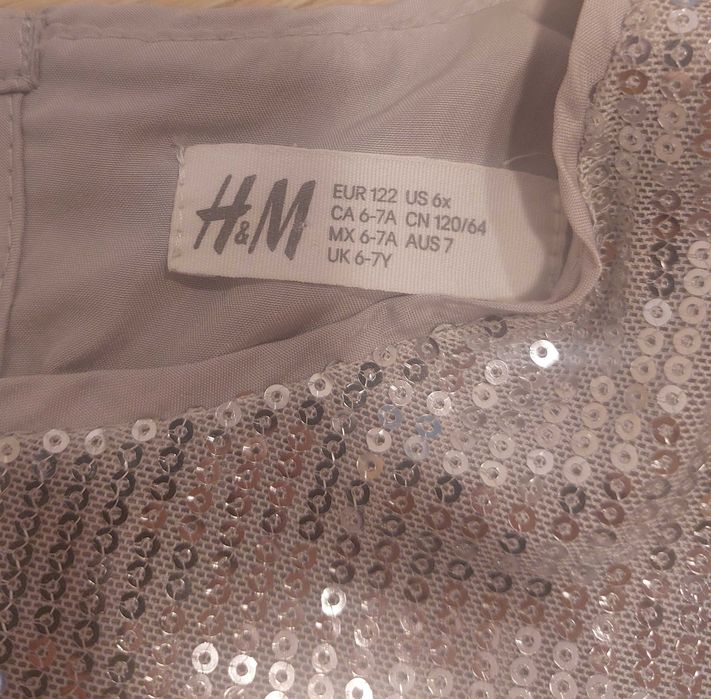 H&M
EUR 122 US 6x
CA 6-7A CN 120/64
MX 6-7A AUS 7
UK 6-7Y